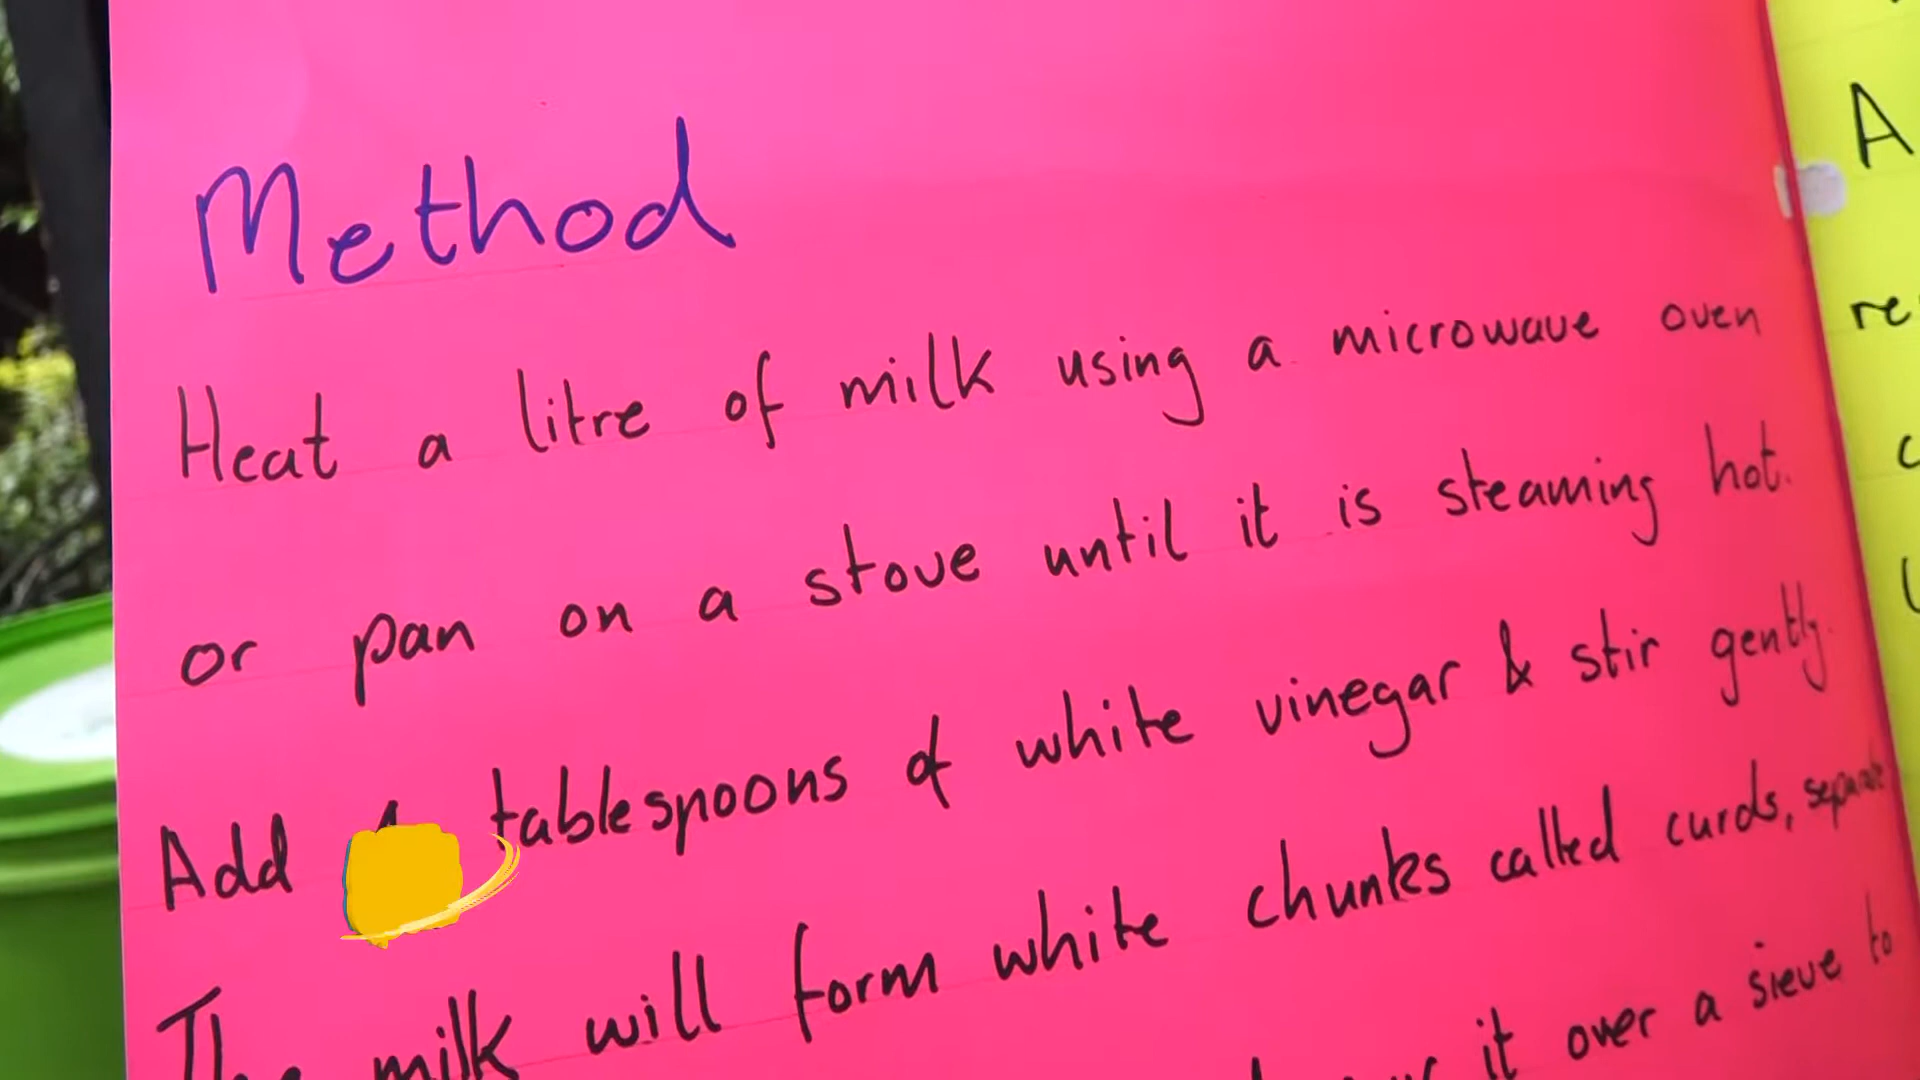 Method
Heat a litre of milk using a microwave oven
or pan on a stove until it is steaming hot.
Add tablespoons of white vinegar & stir gently.
The milk will form white chunks called curds, separate
it over a sieve to
A
re
c